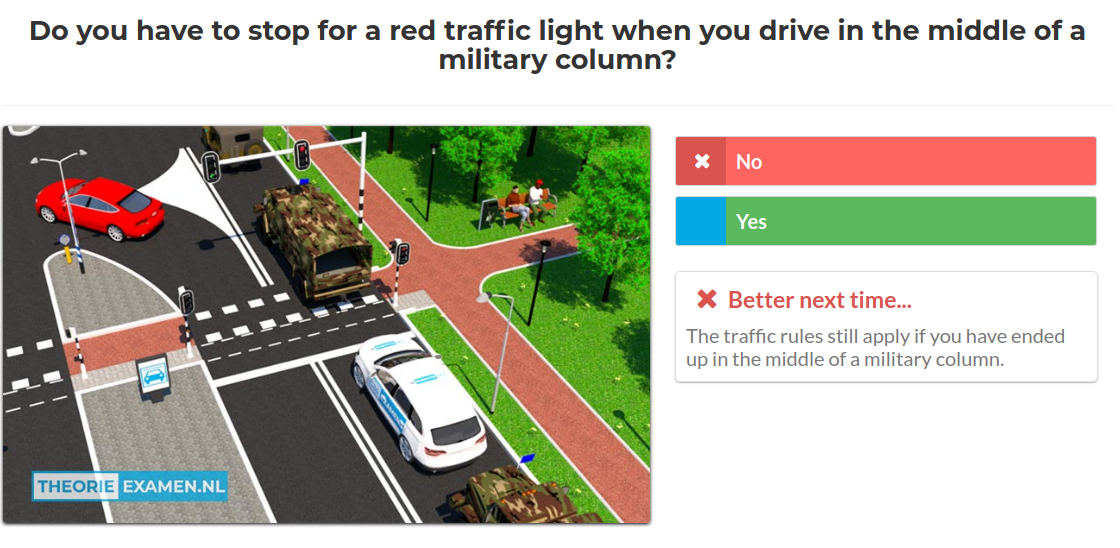 Do you have to stop for a red traffic light when you drive in the middle of a
military column?
No
Yes
Better next time...
The traffic rules still apply if you have ended
up in the middle of a military column.
THEORIE EXAMEN.NL